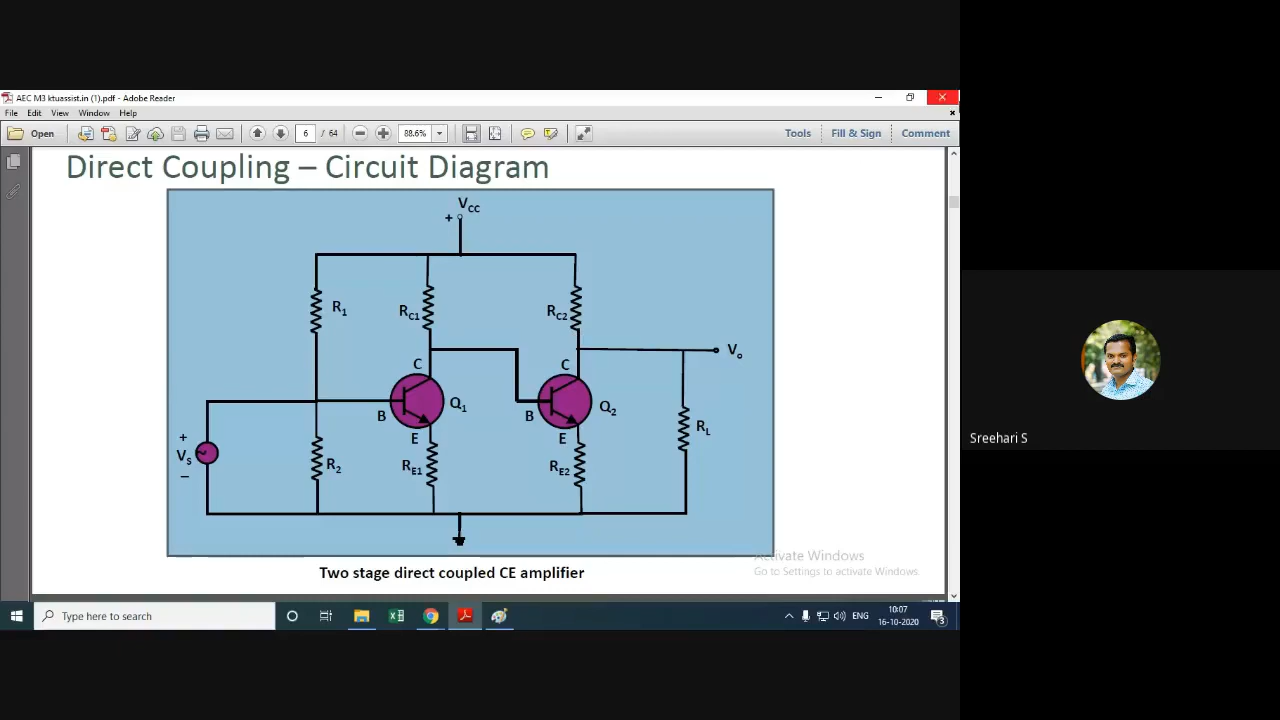 AEC M3 ktuassist.in (1).pdf - Adobe Reader
File Edit View Window Help
Open 6 / 64 88.6% Tools Fill & Sign Comment
Direct Coupling – Circuit Diagram
VCC
+
R1 RC1 RC2
C C Vo
B Q1 B Q2
E E RL
+
VS
–
R2 RE1 RE2
Two stage direct coupled CE amplifier
Activate Windows
Go to Settings to activate Windows.
Sreehari S
Type here to search
ENG
10:07
16-10-2020
3